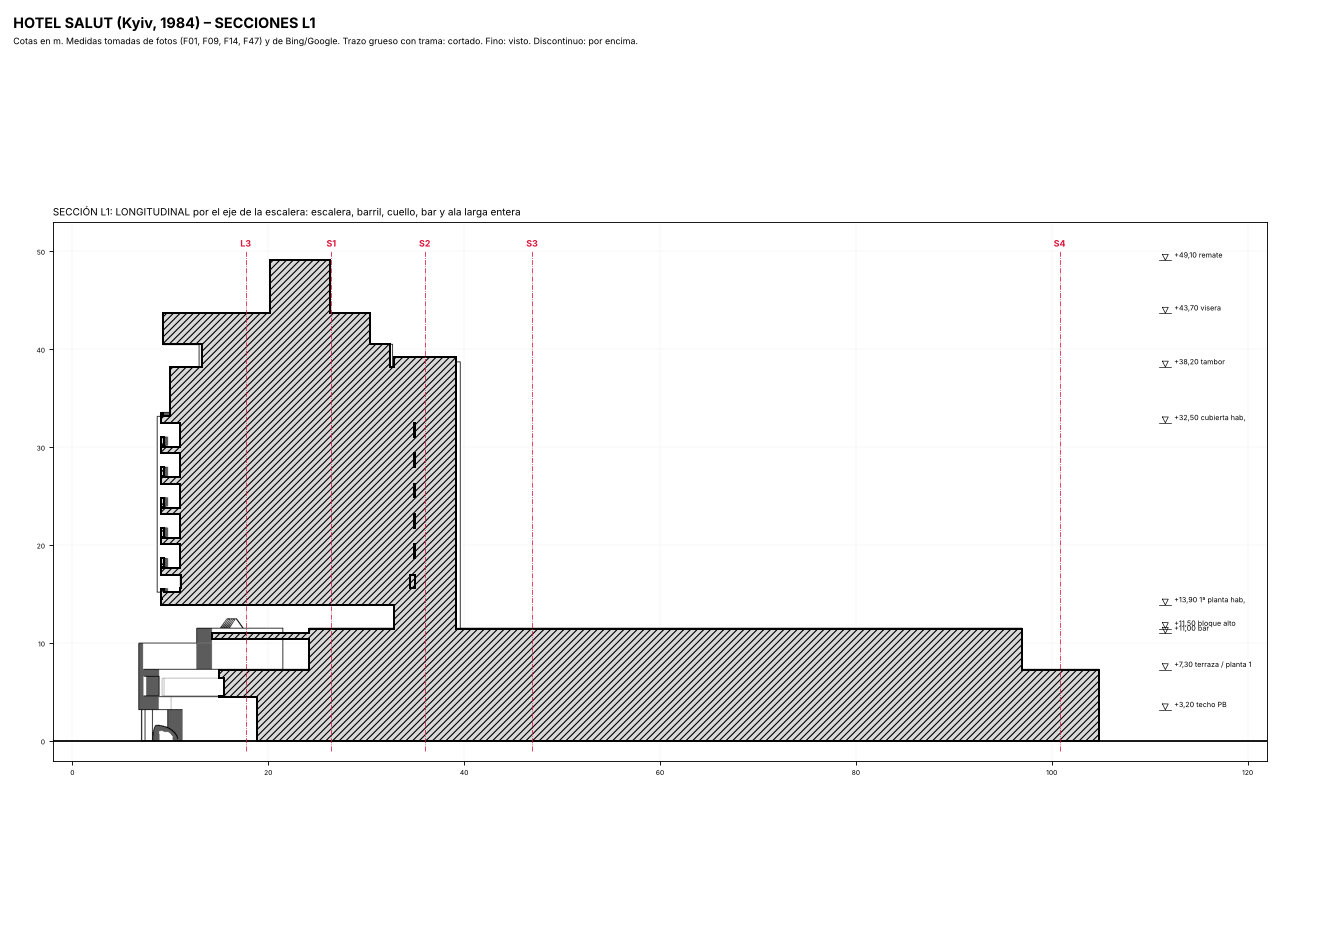 HOTEL SALUT (Kyiv, 1984) – SECCIONES L1
Cotas en m. Medidas tomadas de fotos (F01, F09, F14, F47) y de Bing/Google. Trazo grueso con trama: cortado. Fino: visto. Discontinuo: por encima.
SECCIÓN L1: LONGITUDINAL por el eje de la escalera: escalera, barril, cuello, bar y ala larga entera
L3 S1 S2 S3 S4
50
+49,10 remate
+43,70 visera
40
+38,20 tambor
+32,50 cubierta hab,
30
20
+13,90 1ª planta hab,
+11,50 bloque alto
+11,00 bar
10
+7,30 terraza / planta 1
+3,20 techo PB
0
0 20 40 60 80 100 120